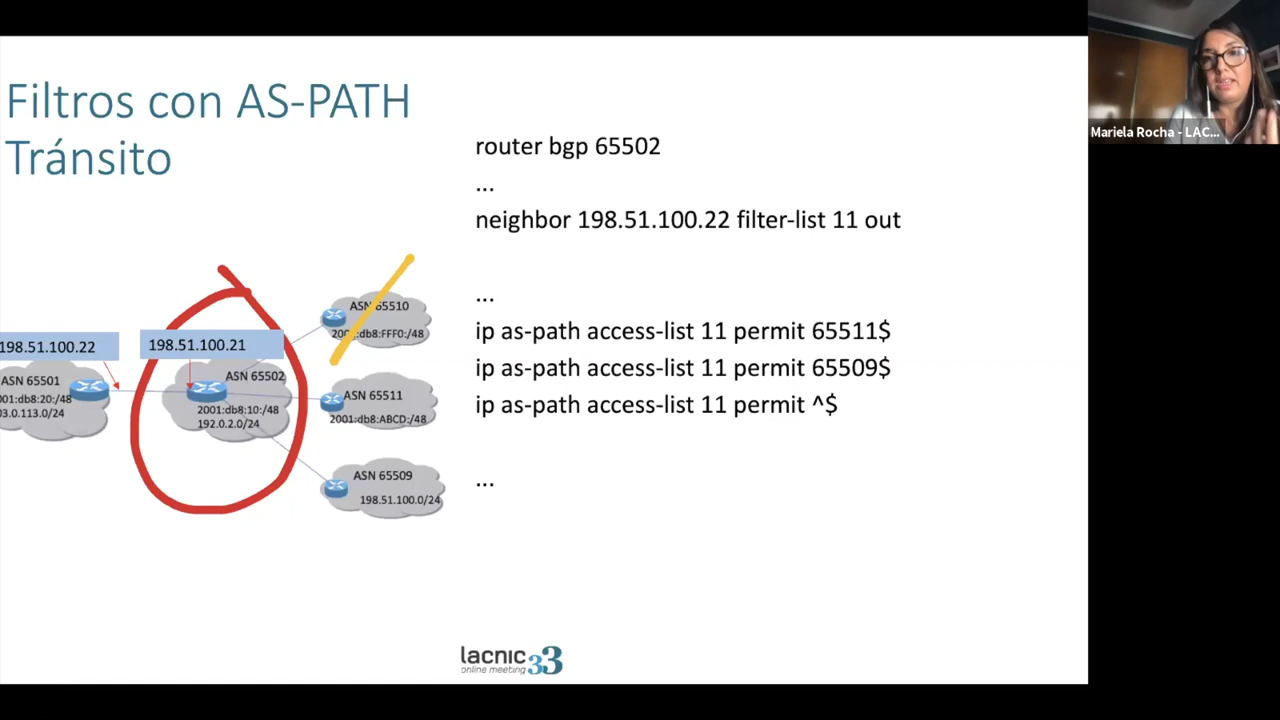 Filtros con AS-PATH
Tránsito
router bgp 65502
...
neighbor 198.51.100.22 filter-list 11 out
...
ip as-path access-list 11 permit 65511$
ip as-path access-list 11 permit 65509$
ip as-path access-list 11 permit ^$
...
198.51.100.22
198.51.100.21
ASN 65501
001:db8:20:/48
03.0.113.0/24
ASN 65502
2001:db8:10:/48
192.0.2.0/24
ASN 65510
2001:db8:FFF0:/48
ASN 65511
2001:db8:ABCD:/48
ASN 65509
198.51.100.0/24
lacnic 33
online meeting
Mariela Rocha - LAC...